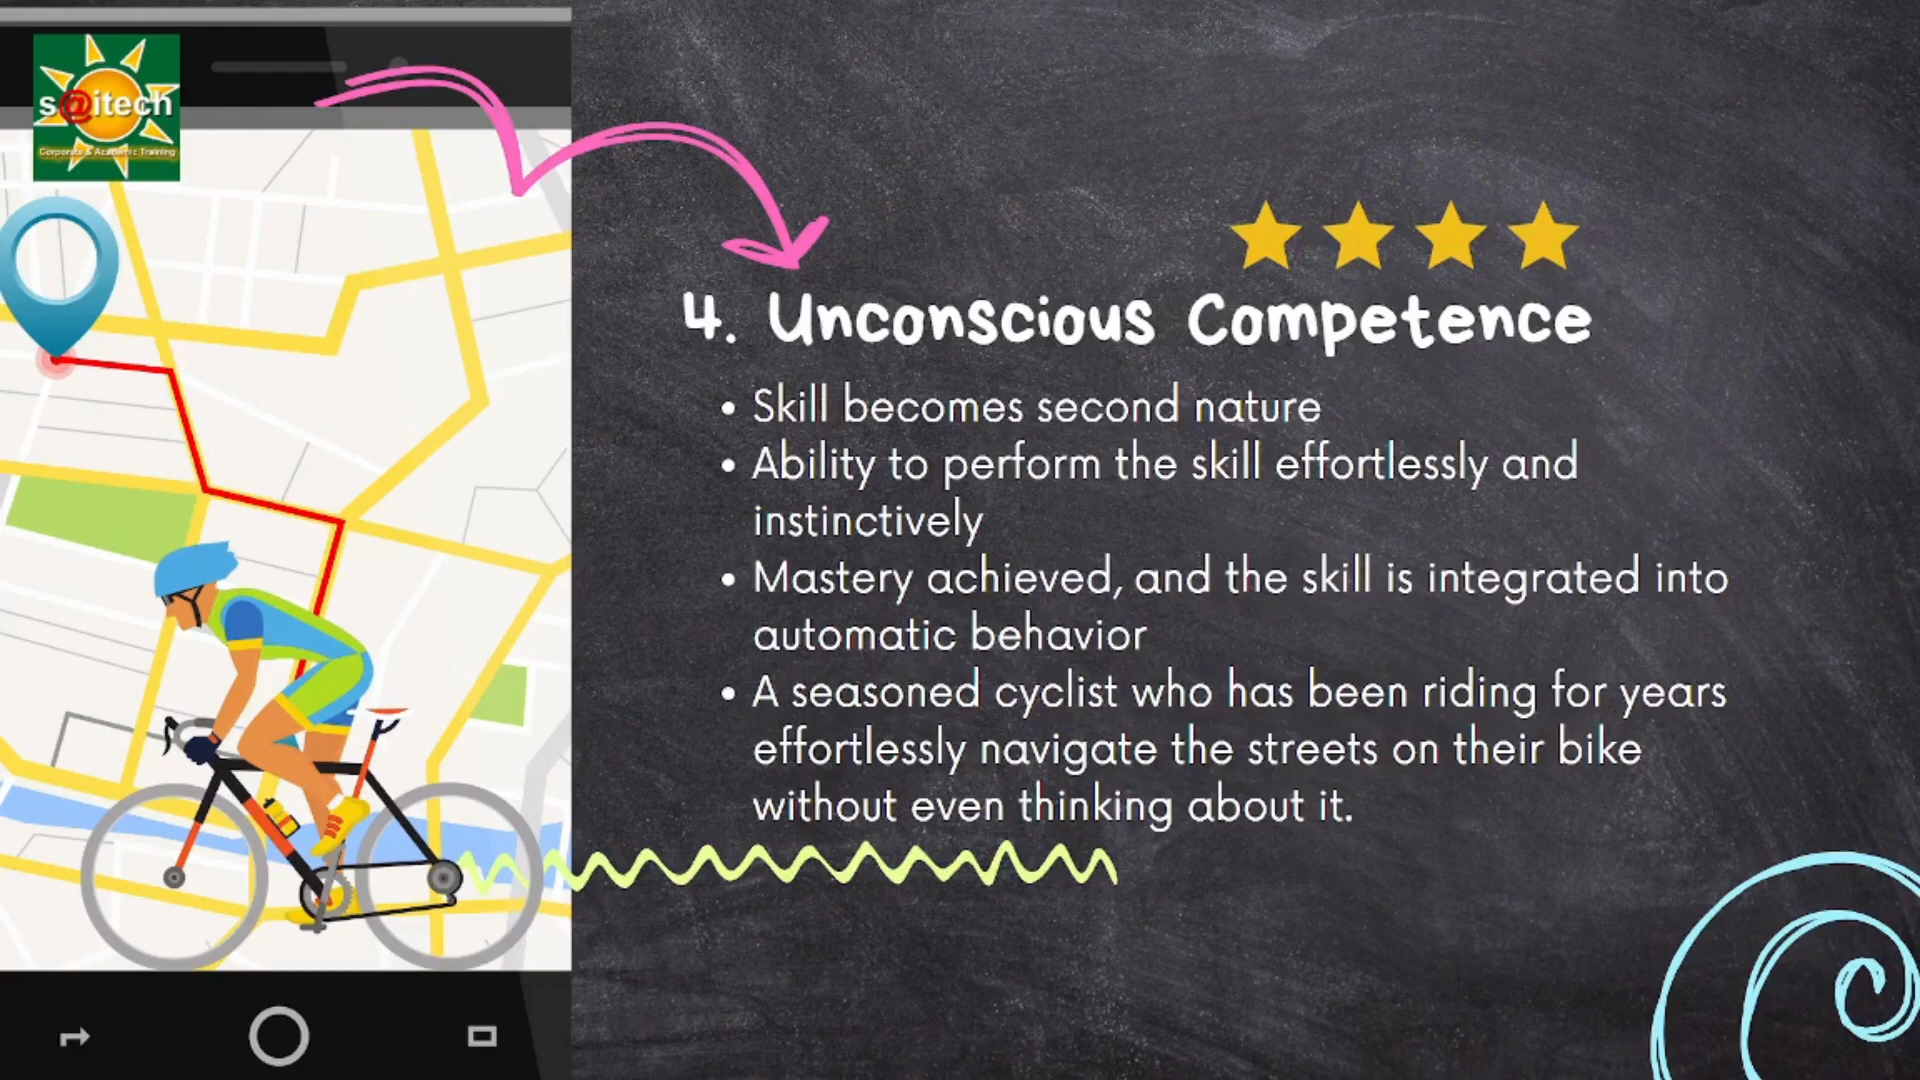 s@itech
Corporate & Academic Training
4. Unconscious Competence
• Skill becomes second nature
• Ability to perform the skill effortlessly and
instinctively
• Mastery achieved, and the skill is integrated into
automatic behavior
• A seasoned cyclist who has been riding for years
effortlessly navigate the streets on their bike
without even thinking about it.